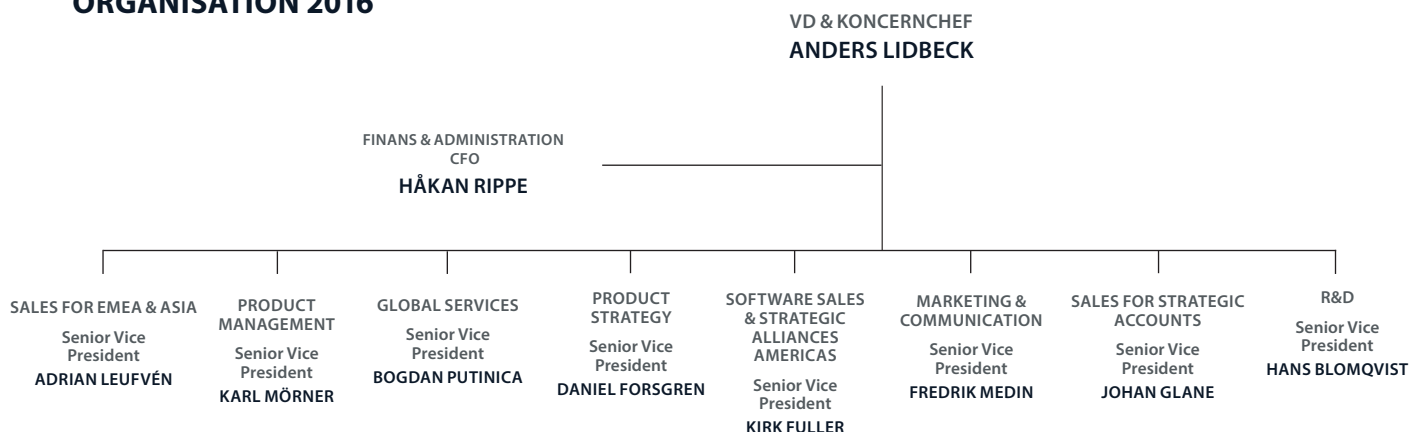 ORGANISATION 2016
VD & KONCERNCHEF
ANDERS LIDBECK
FINANS & ADMINISTRATION
CFO
HÅKAN RIPPE
SALES FOR EMEA & ASIA
Senior Vice
President
ADRIAN LEUFVÉN
PRODUCT
MANAGEMENT
Senior Vice
President
KARL MÖRNER
GLOBAL SERVICES
Senior Vice
President
BOGDAN PUTINICA
PRODUCT
STRATEGY
Senior Vice
President
DANIEL FORSGREN
SOFTWARE SALES
& STRATEGIC
ALLIANCES
AMERICAS
Senior Vice
President
KIRK FULLER
MARKETING &
COMMUNICATION
Senior Vice
President
FREDRIK MEDIN
SALES FOR STRATEGIC
ACCOUNTS
Senior Vice
President
JOHAN GLANE
R&D
Senior Vice
President
HANS BLOMQVIST